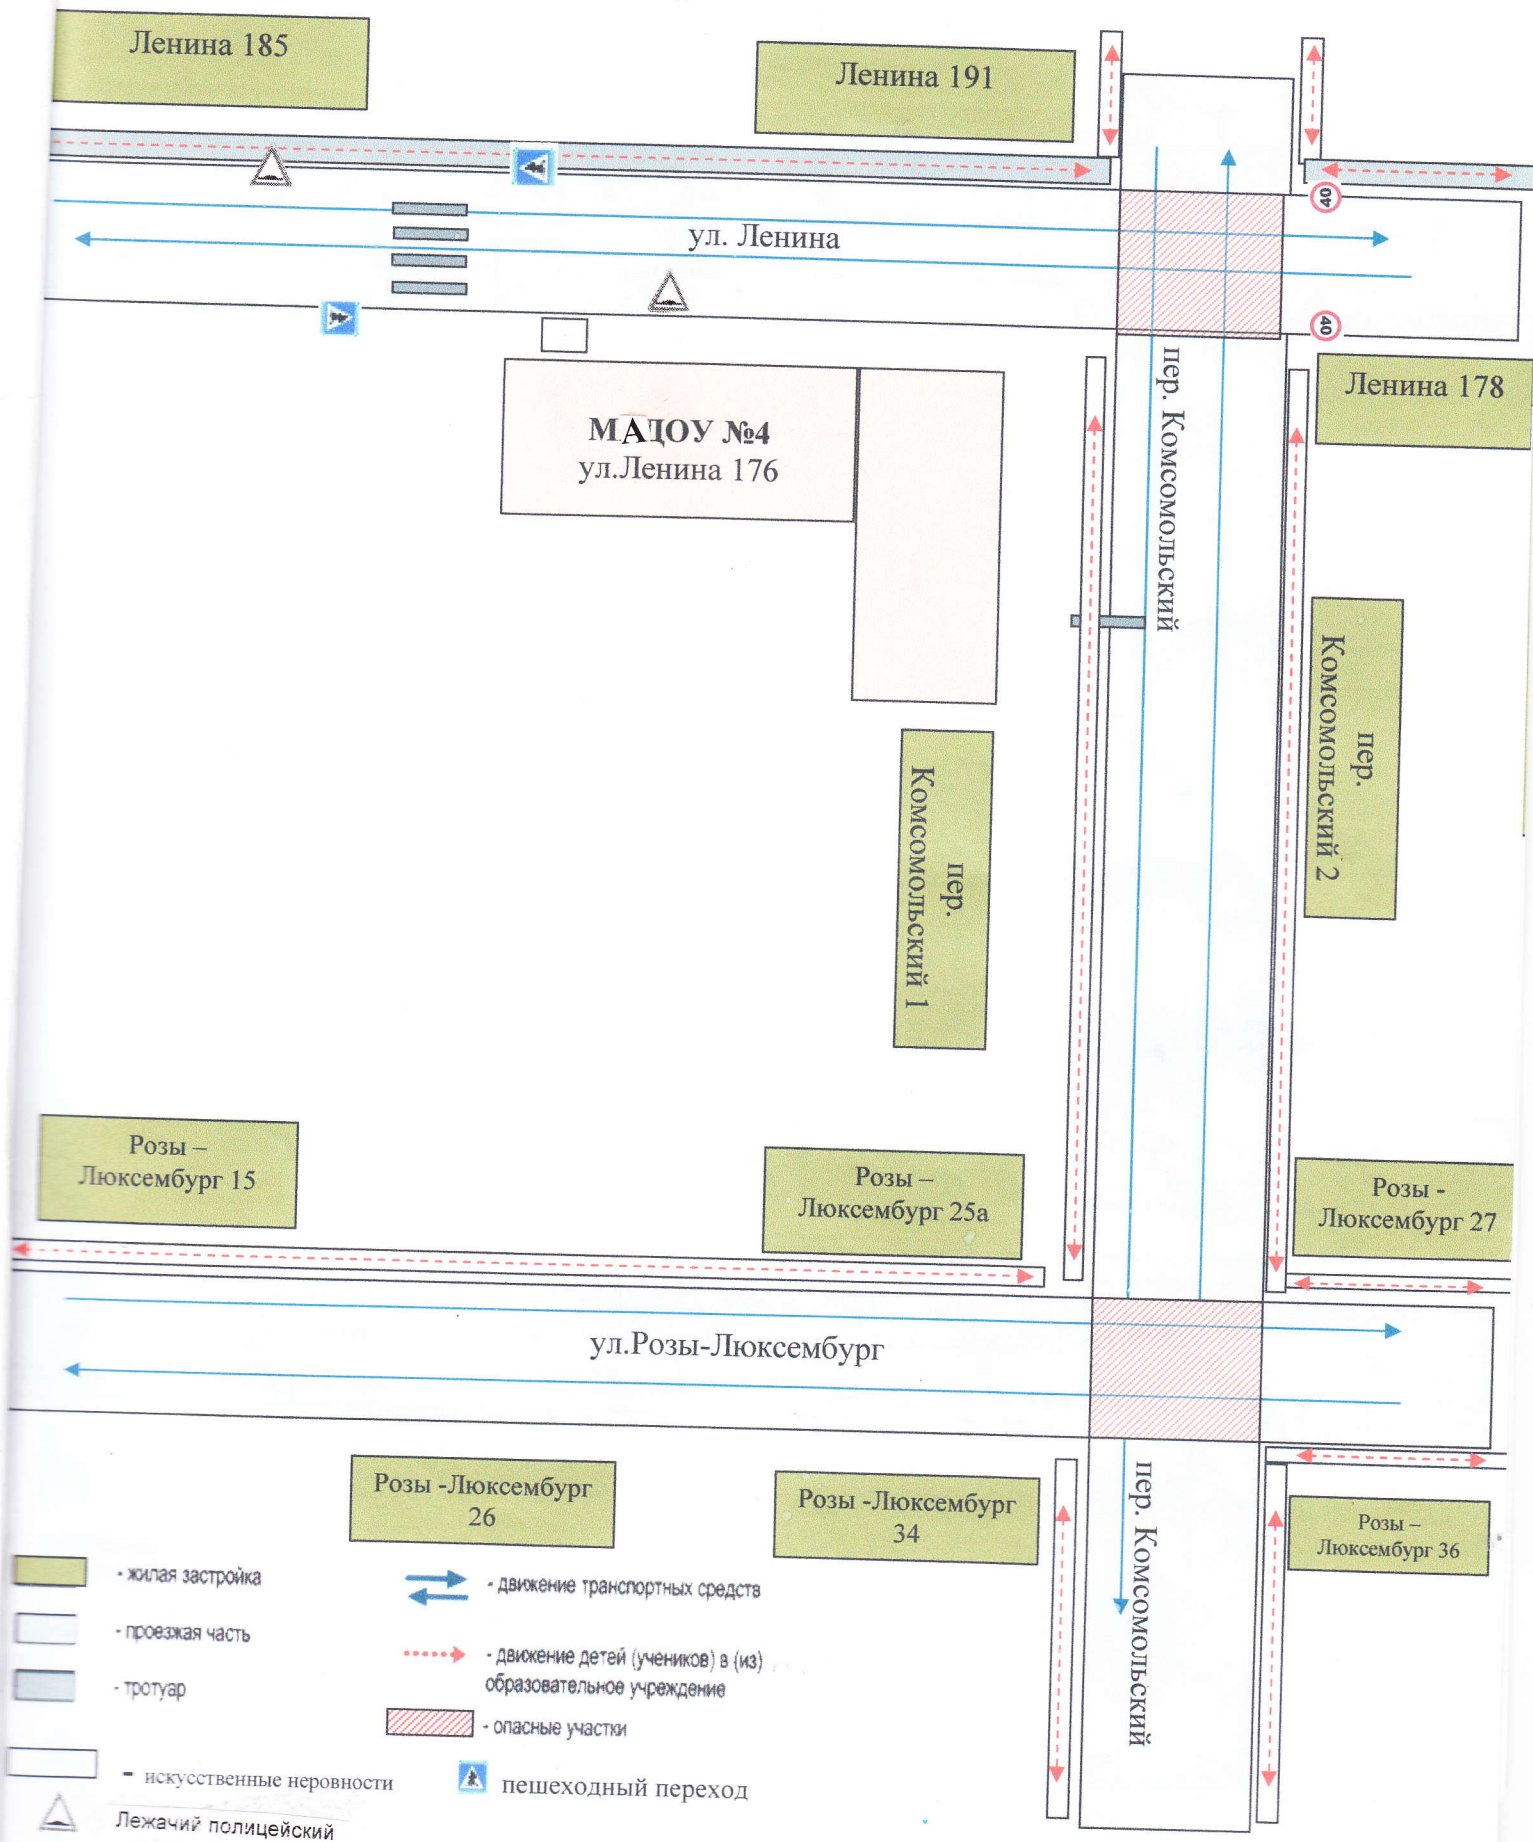 Ленина 185
Ленина 191
40
ул. Ленина
40
Ленина 178
пер. Комсомольский
МАДОУ №4
ул.Ленина 176
пер.
Комсомольский 2
пер.
Комсомольский 1
Розы –
Люксембург 15
Розы –
Люксембург 25а
Розы -
Люксембург 27
ул.Розы-Люксембург
Розы -Люксембург
26
Розы -Люксембург
34
Розы –
Люксембург 36
пер. Комсомольский
- жилая застройка
- проезжая часть
- тротуар
- искусственные неровности
Лежачий полицейский
- движение транспортных средств
- движение детей (учеников) в (из)
образовательное учреждение
- опасные участки
пешеходный переход